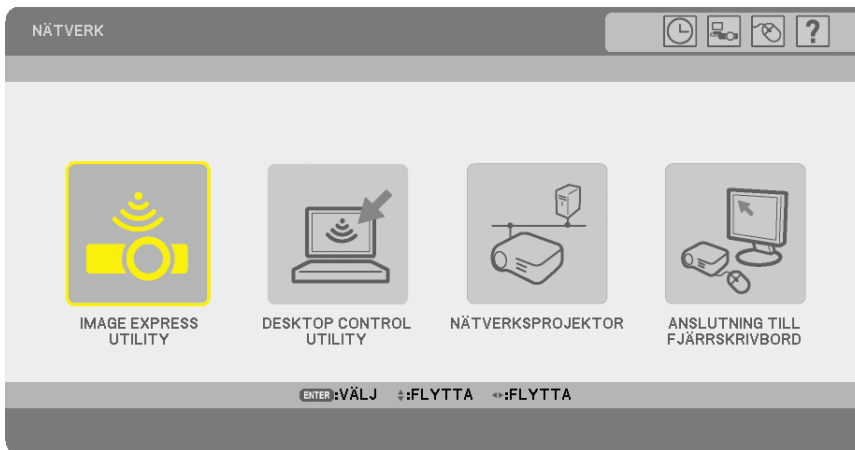 NÄTVERK
?
IMAGE EXPRESS
UTILITY
DESKTOP CONTROL
UTILITY
NÄTVERKSPROJEKTOR
ANSLUTNING TILL
FJÄRRSKRIVBORD
ENTER:VÄLJ :FLYTTA :FLYTTA